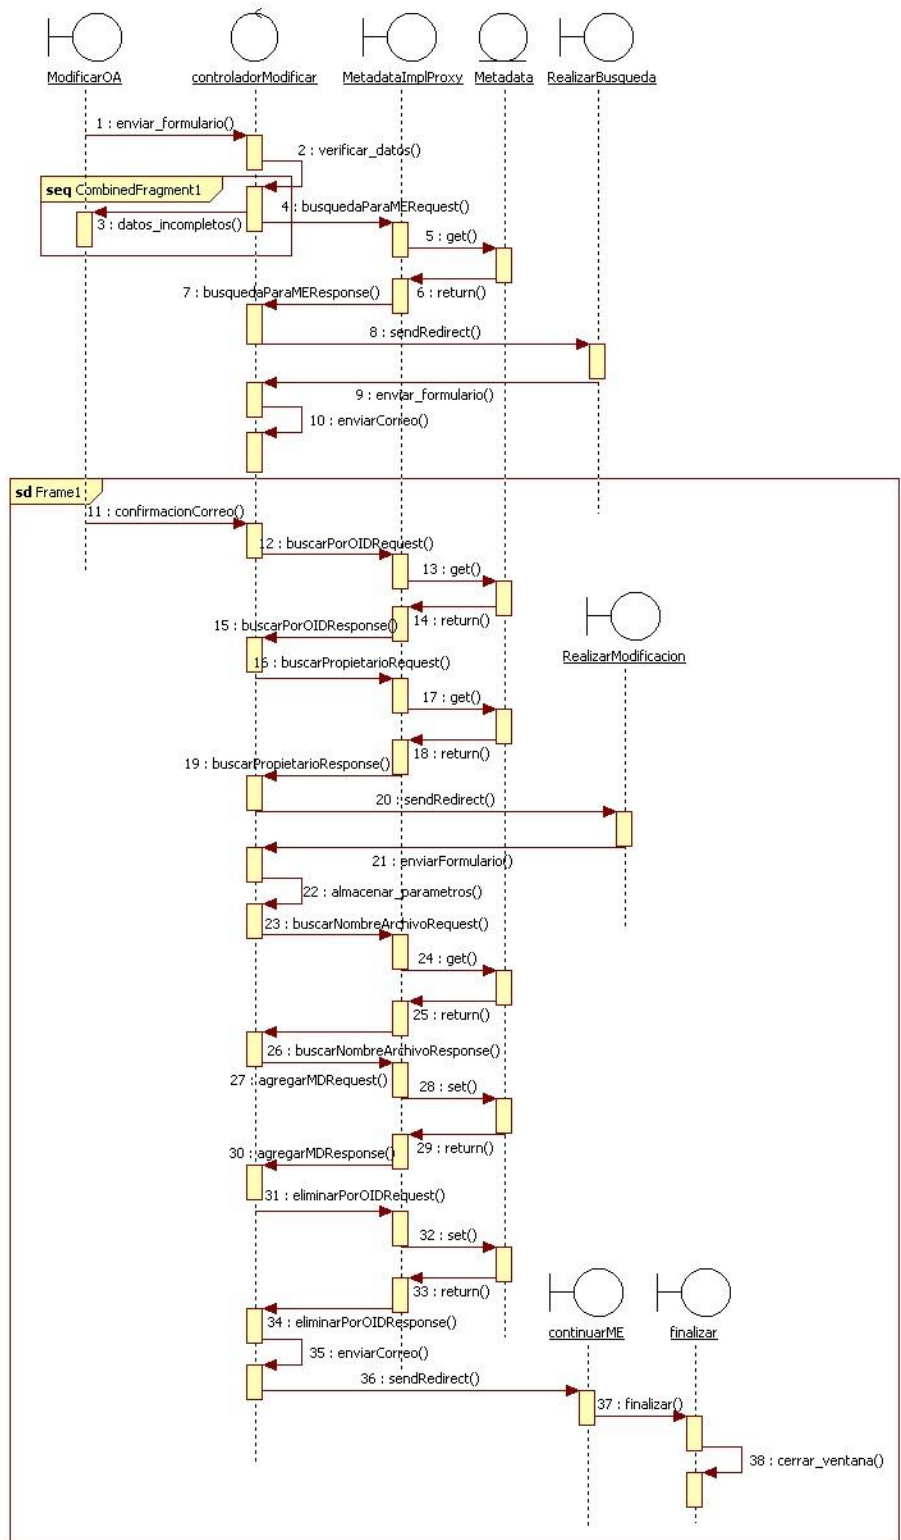 ModificarOA
controladorModificar
MetadataImplProxy
Metadata
RealizarBusqueda
1 : enviar_formulario()
2 : verificar_datos()
seq CombinedFragment1
4 : busquedaParaMERequest()
3 : datos_incompletos()
5 : get()
7 : busquedaParaMEResponse()
6 : return()
8 : sendRedirect()
9 : enviar_formulario()
10 : enviarCorreo()
sd Frame1
11 : confirmacionCorreo()
12 : buscarPorOIDRequest()
13 : get()
14 : return()
15 : buscarPorOIDResponse()
RealizarModificacion
16 : buscarPropietarioRequest()
17 : get()
18 : return()
19 : buscarPropietarioResponse()
20 : sendRedirect()
21 : enviarFormulario()
22 : almacenar_parametros()
23 : buscarNombreArchivoRequest()
24 : get()
25 : return()
26 : buscarNombreArchivoResponse()
27 : agregarMDRequest()
28 : set()
29 : return()
30 : agregarMDResponse()
31 : eliminarPorOIDRequest()
32 : set()
33 : return()
34 : eliminarPorOIDResponse()
continuarME
finalizar
35 : enviarCorreo()
36 : sendRedirect()
37 : finalizar()
38 : cerrar_ventana()